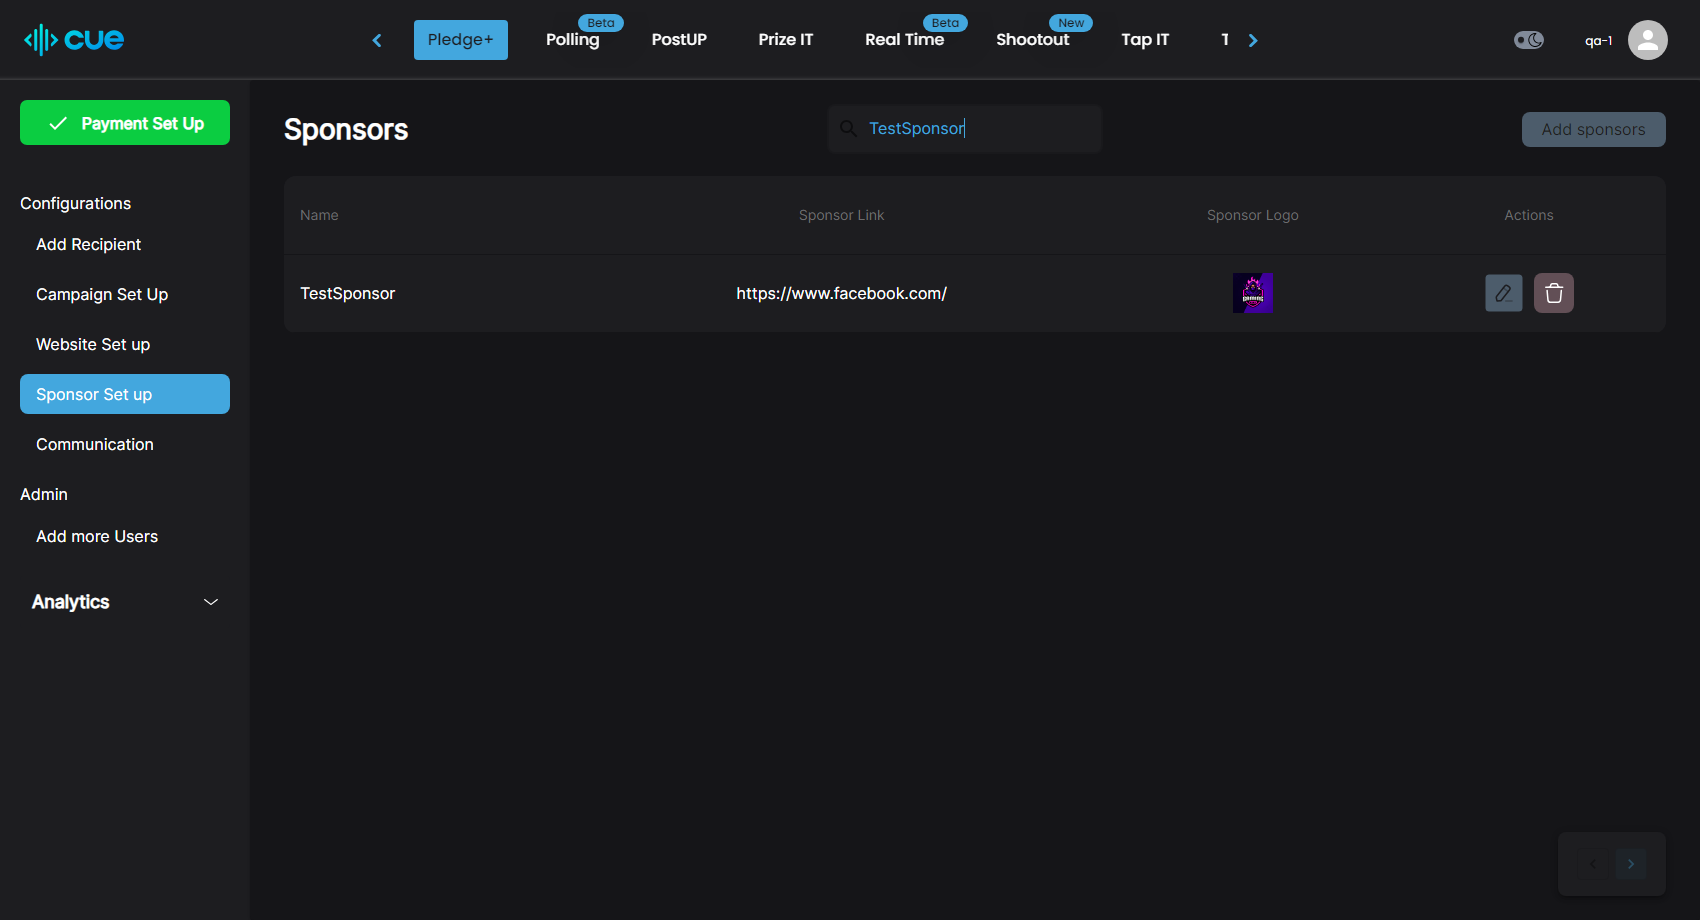 cue
Pledge+
Polling
Beta
PostUP
Prize IT
Real Time
Beta
Shootout
New
Tap IT
T
qa-1
Payment Set Up
Configurations
Add Recipient
Campaign Set Up
Website Set up
Sponsor Set up
Communication
Admin
Add more Users
Analytics
Sponsors
TestSponsor
Add sponsors
Name Sponsor Link Sponsor Logo Actions
TestSponsor https://www.facebook.com/ GAMING